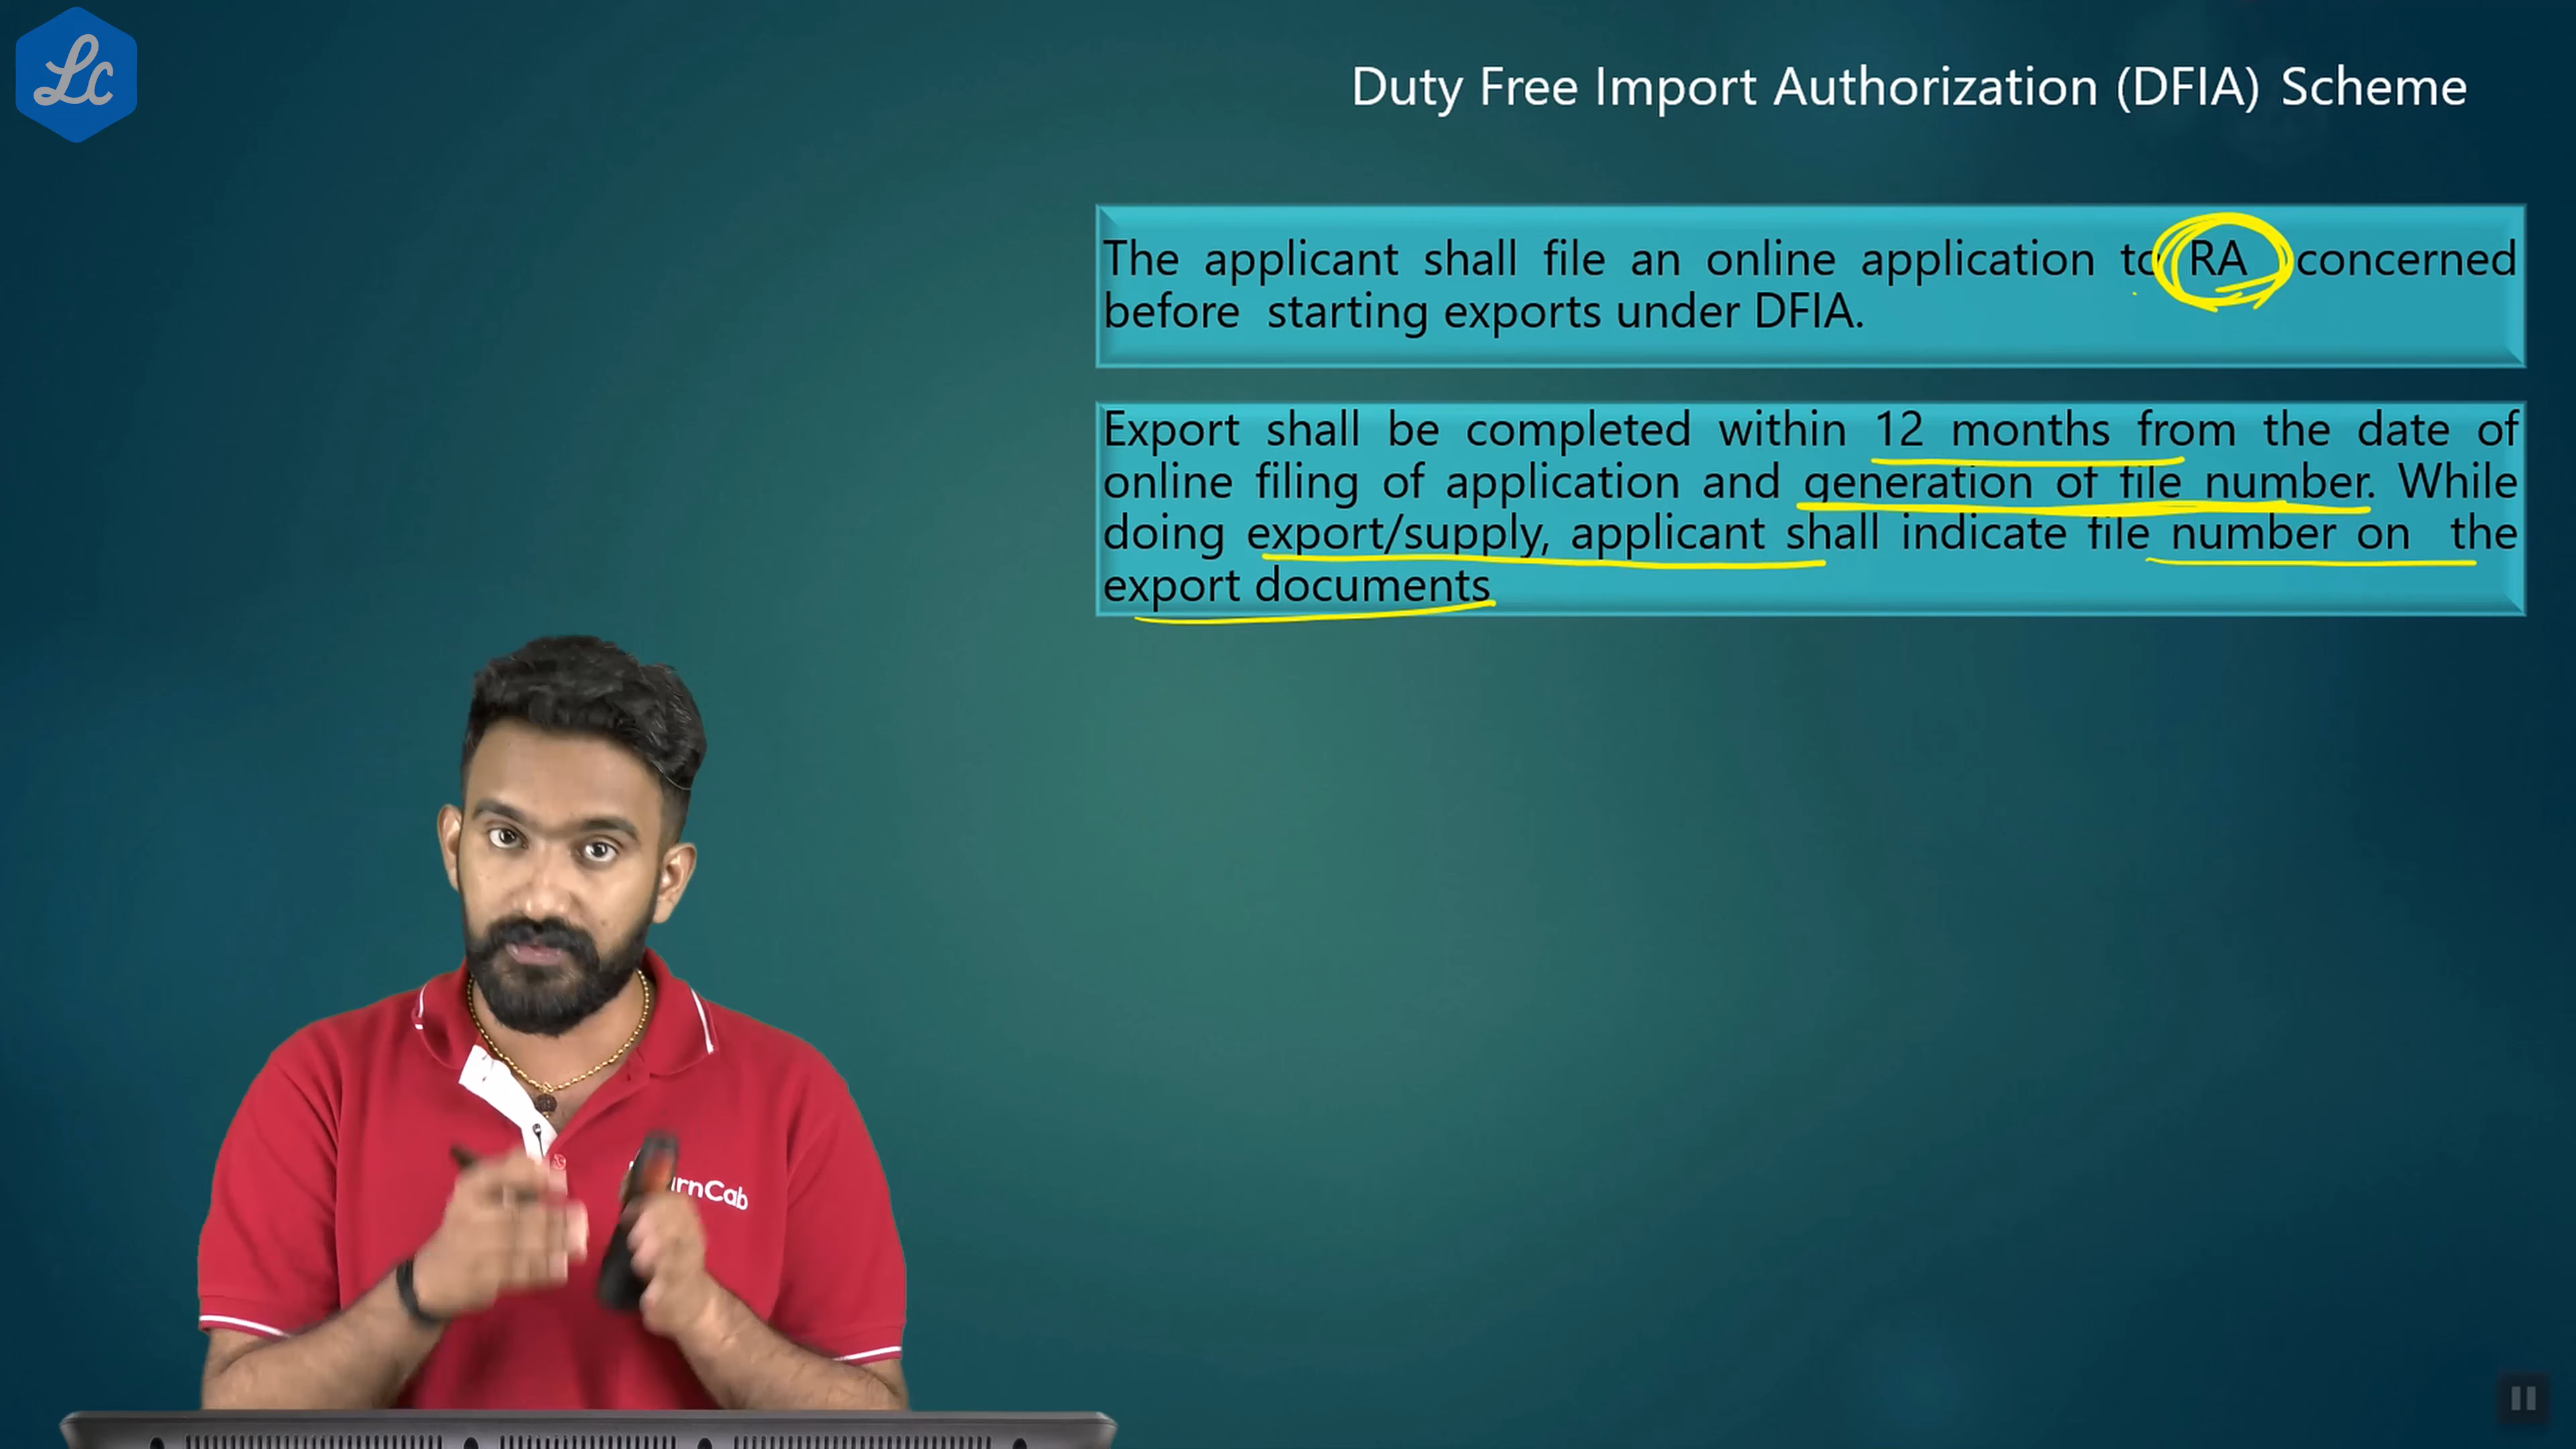 Lc
Duty Free Import Authorization (DFIA) Scheme
The applicant shall file an online application to RA concerned
before starting exports under DFIA.
Export shall be completed within 12 months from the date of
online filing of application and generation of file number. While
doing export/supply, applicant shall indicate file number on the
export documents
rnCab